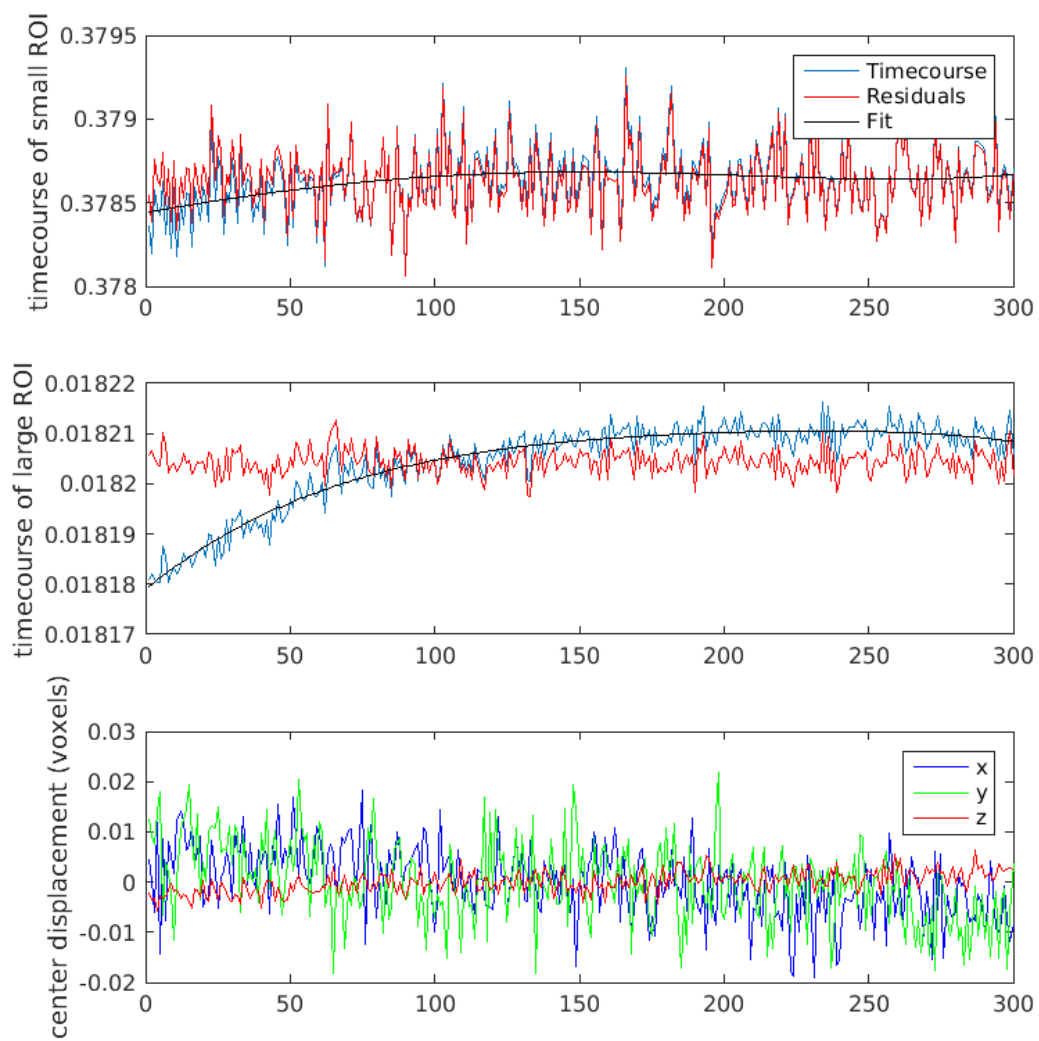 timecourse of small ROI
0.3795
0.379
0.3785
0.378
0 50 100 150 200 250 300
Timecourse
Residuals
Fit
timecourse of large ROI
0.01822
0.01821
0.0182
0.01819
0.01818
0.01817
0 50 100 150 200 250 300
center displacement (voxels)
0.03
0.02
0.01
0
-0.01
-0.02
0 50 100 150 200 250 300
x
y
z